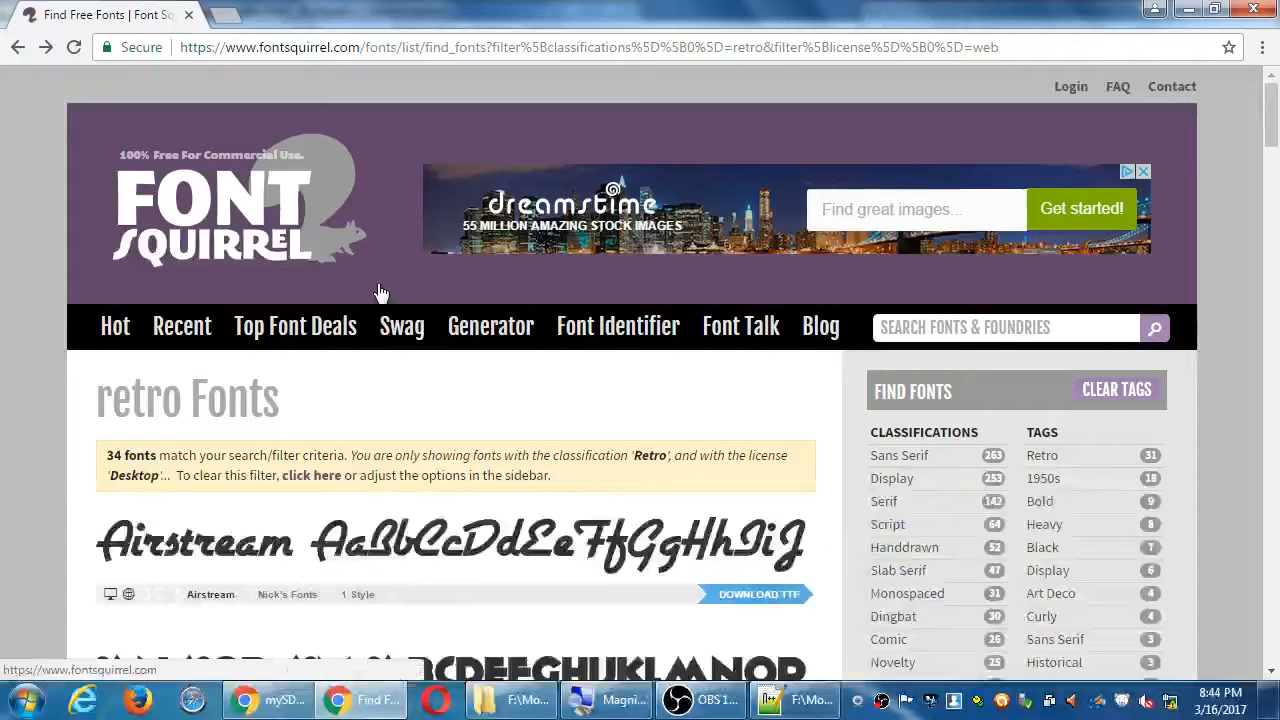 Find Free Fonts | Font Sq
Secure
https://www.fontsquirrel.com/fonts/list/find_fonts?filter%5Bclassifications%5D%5B0%5D=retro&filter%5Blicense%5D%5B0%5D=web
Login FAQ Contact
100% Free For Commercial Use.
FONT
SQUIRREL
dreamstime
55 MILLION AMAZING STOCK IMAGES
Find great images...
Get started!
Hot Recent Top Font Deals Swag Generator Font Identifier Font Talk Blog
SEARCH FONTS & FOUNDRIES
retro Fonts
34 fonts match your search/filter criteria. You are only showing fonts with the classification 'Retro', and with the license
'Desktop'... To clear this filter, click here or adjust the options in the sidebar.
Airstream AaBbCcDdEeFfGgHhIiJ
Airstream Nick's Fonts 1 Style DOWNLOAD TTF
BCDEFGHIJKLMNOP
FIND FONTS CLEAR TAGS
CLASSIFICATIONS TAGS
Sans Serif 263 Retro 31
Display 253 1950s 18
Serif 142 Bold 9
Script 64 Heavy 8
Handdrawn 52 Black 7
Slab Serif 47 Display 6
Monospaced 31 Art Deco 4
Dingbat 30 Curly 4
Comic 26 Sans Serif 3
Novelty 25 Historical 3
https://www.fontsquirrel.com
mySD... Find F... F:\Mo... Magni... OBS 1... F:\Mo...
8:44 PM
3/16/2017